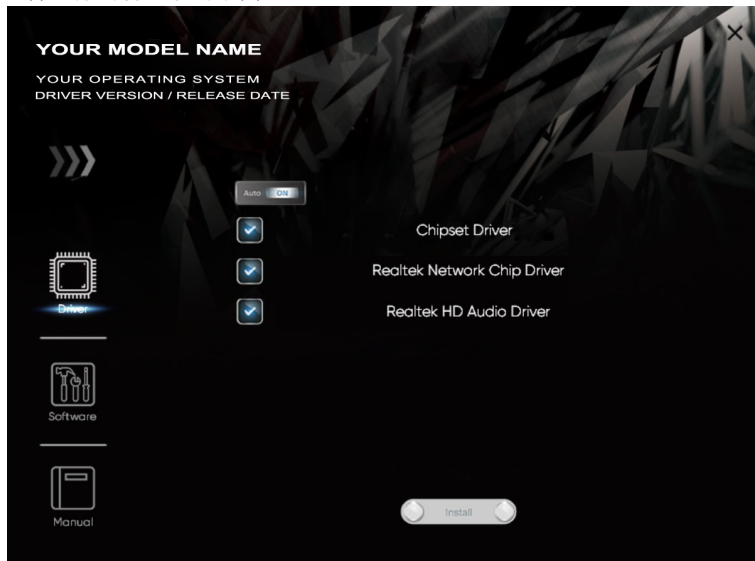 YOUR MODEL NAME
YOUR OPERATING SYSTEM
DRIVER VERSION / RELEASE DATE
Auto ON
Chipset Driver
Realtek Network Chip Driver
Realtek HD Audio Driver
Driver
Software
Manual
Install